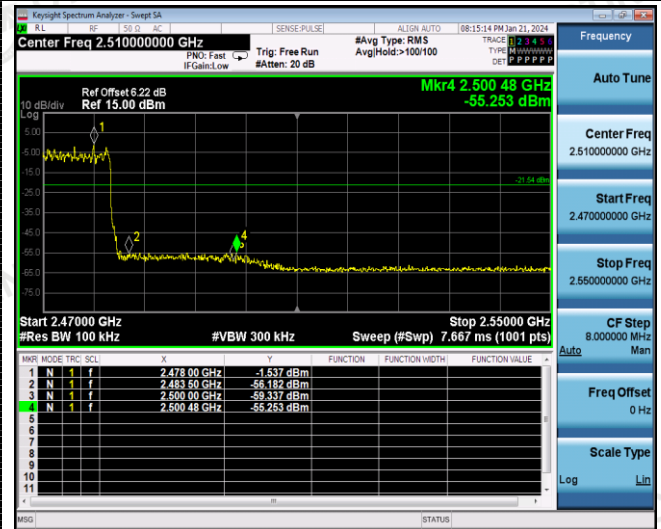 Keysight Spectrum Analyzer - Swept SA
RL RF 50 Ω AC SENSE:PULSE ALIGN AUTO 08:15:14 PM Jan 21, 2024
Center Freq 2.510000000 GHz
#Avg Type: RMS
TRACE 1 2 3 4 5 6
PNO: Fast Trig: Free Run Avg|Hold:>100/100
TYPE M WWWWW
IFGain:Low #Atten: 20 dB
DET P P P P P P
Mkr4 2.500 48 GHz
Ref Offset 6.22 dB
-55.253 dBm
10 dB/div Ref 15.00 dBm
Log
5.00
-5.00
-15.0
-25.0
-35.0
-45.0
-55.0
-65.0
-75.0
1
-21.54 dBm
2
4
Start 2.47000 GHz Stop 2.55000 GHz
#Res BW 100 kHz #VBW 300 kHz Sweep (#Swp) 7.667 ms (1001 pts)
MKR MODE TRC SCL X Y FUNCTION FUNCTION WIDTH FUNCTION VALUE
1 N 1 f 2.478 00 GHz -1.537 dBm
2 N 1 f 2.483 50 GHz -56.182 dBm
3 N 1 f 2.500 00 GHz -59.337 dBm
4 N 1 f 2.500 48 GHz -55.253 dBm
5
6
7
8
9
10
11
MSG STATUS
Frequency
Auto Tune
Center Freq
2.510000000 GHz
Start Freq
2.470000000 GHz
Stop Freq
2.550000000 GHz
CF Step
8.000000 MHz
Auto Man
Freq Offset
0 Hz
Scale Type
Log Lin